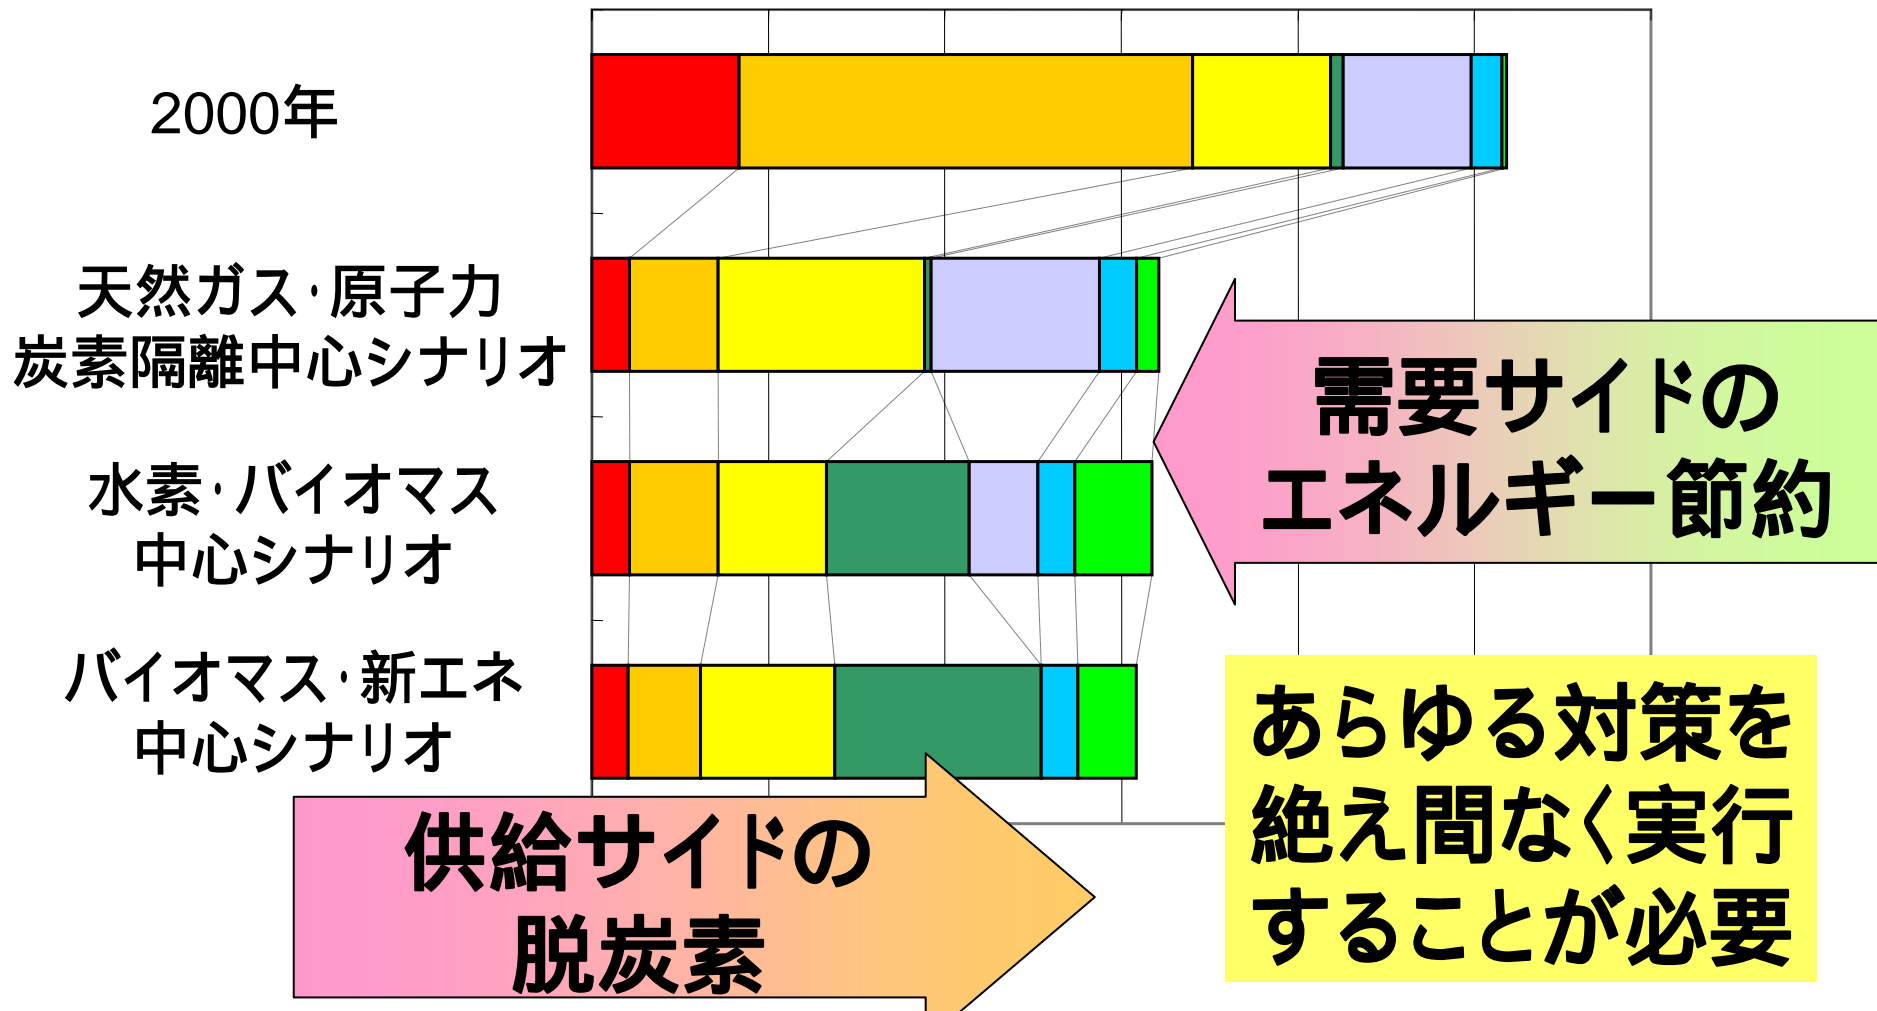 2000年
天然ガス・原子力
炭素隔離中心シナリオ
水素・バイオマス
中心シナリオ
バイオマス・新エネ
中心シナリオ
需要サイドの
エネルギー節約
供給サイドの
脱炭素
あらゆる対策を
絶え間なく実行
することが必要